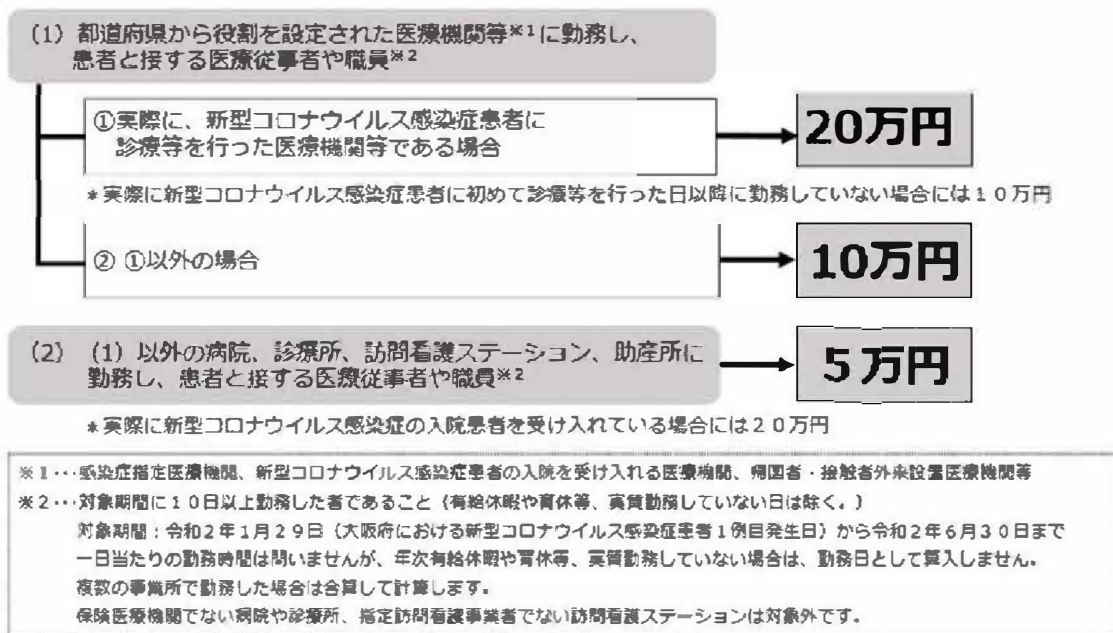 (1) 都道府県から役割を設定された医療機関等※1に勤務し、
患者と接する医療従事者や職員※2
①実際に、新型コロナウイルス感染症患者に
診療等を行った医療機関等である場合
20万円
*実際に新型コロナウイルス感染症患者に初めて診療等を行った日以降に勤務していない場合には10万円
② ①以外の場合
10万円
(2) (1) 以外の病院、診療所、訪問看護ステーション、助産所に
勤務し、患者と接する医療従事者や職員※2
5万円
*実際に新型コロナウイルス感染症の入院患者を受け入れている場合には20万円
※1…感染症指定医療機関、新型コロナウイルス感染症患者の入院を受け入れる医療機関、帰国者・接触者外来設置医療機関等
※2…対象期間に10日以上勤務した者であること(有給休暇や育休等、実質勤務していない日は除く。)
対象期間:令和2年1月29日(大阪府における新型コロナウイルス感染症患者1例目発生日)から令和2年6月30日まで
一日当たりの勤務時間は問いませんが、年次有給休暇や育休等、実質勤務していない場合は、勤務日として算入しません。
複数の事業所で勤務した場合は合算して計算します。
保険医療機関でない病院や診療所、指定訪問看護事業者でない訪問看護ステーションは対象外です。